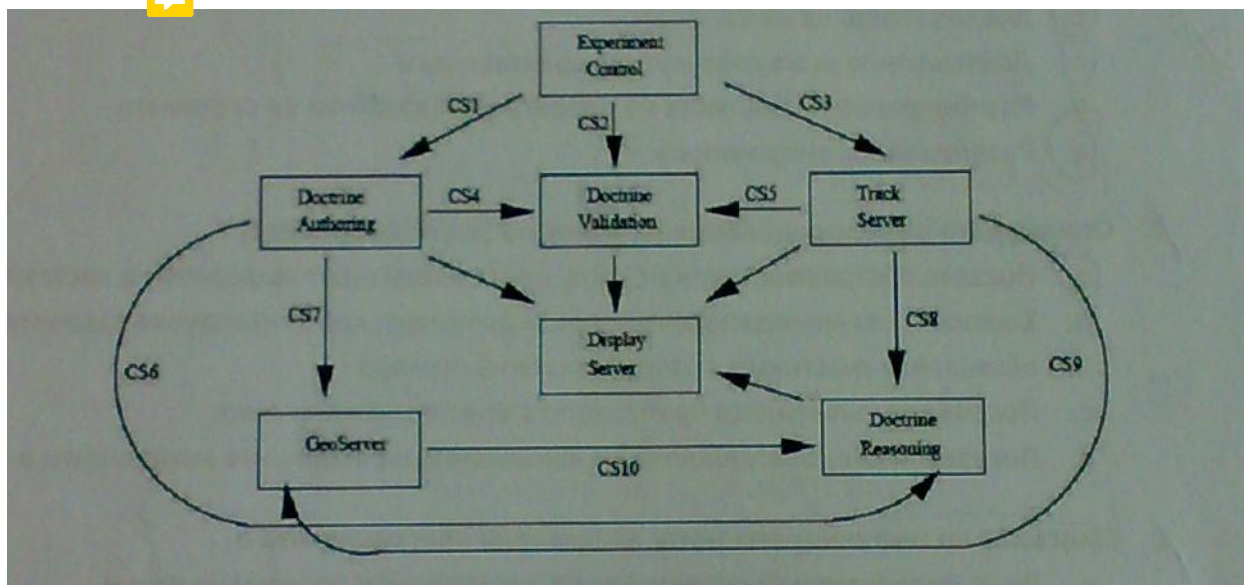 Experiment
Control
CS1
CS2
CS3
Doctrine
Authoring
CS4
Doctrine
Validation
CS5
Track
Server
CS7
Display
Server
CS8
CS6
CS9
GeoServer
CS10
Doctrine
Reasoning